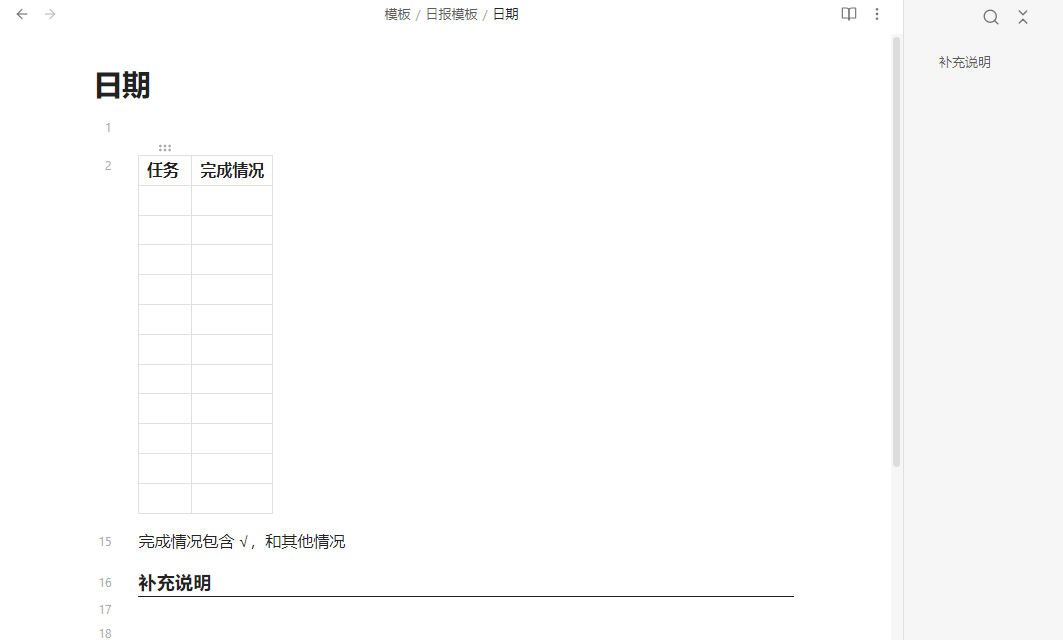 模板 / 日报模板 / 日期
补充说明
日期
1
2
任务 完成情况
15 完成情况包含 √，和其他情况
16 补充说明
17
18